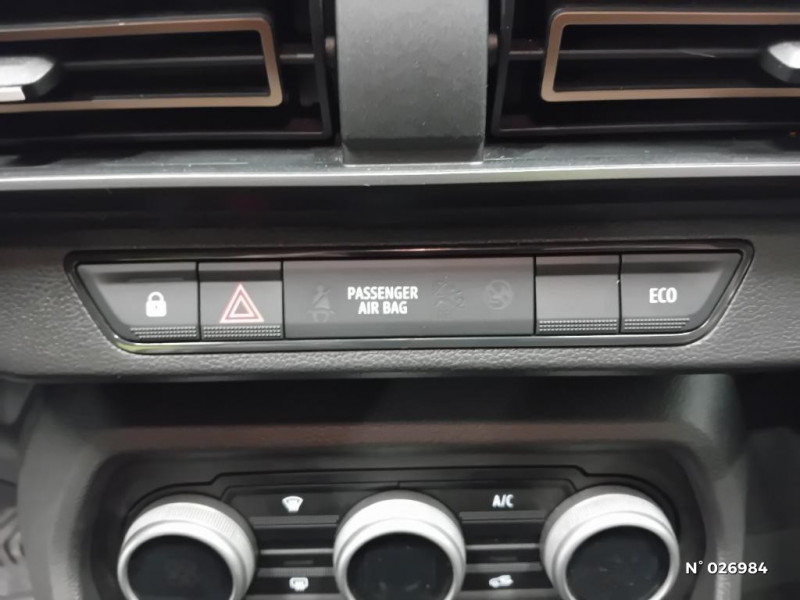 PASSENGER
AIR BAG
ECO
A/C
N° 026984